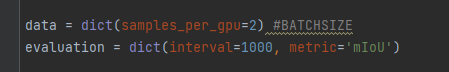 data = dict(samples_per_gpu=2) #BATCHSIZE
evaluation = dict(interval=1000, metric='mIoU')